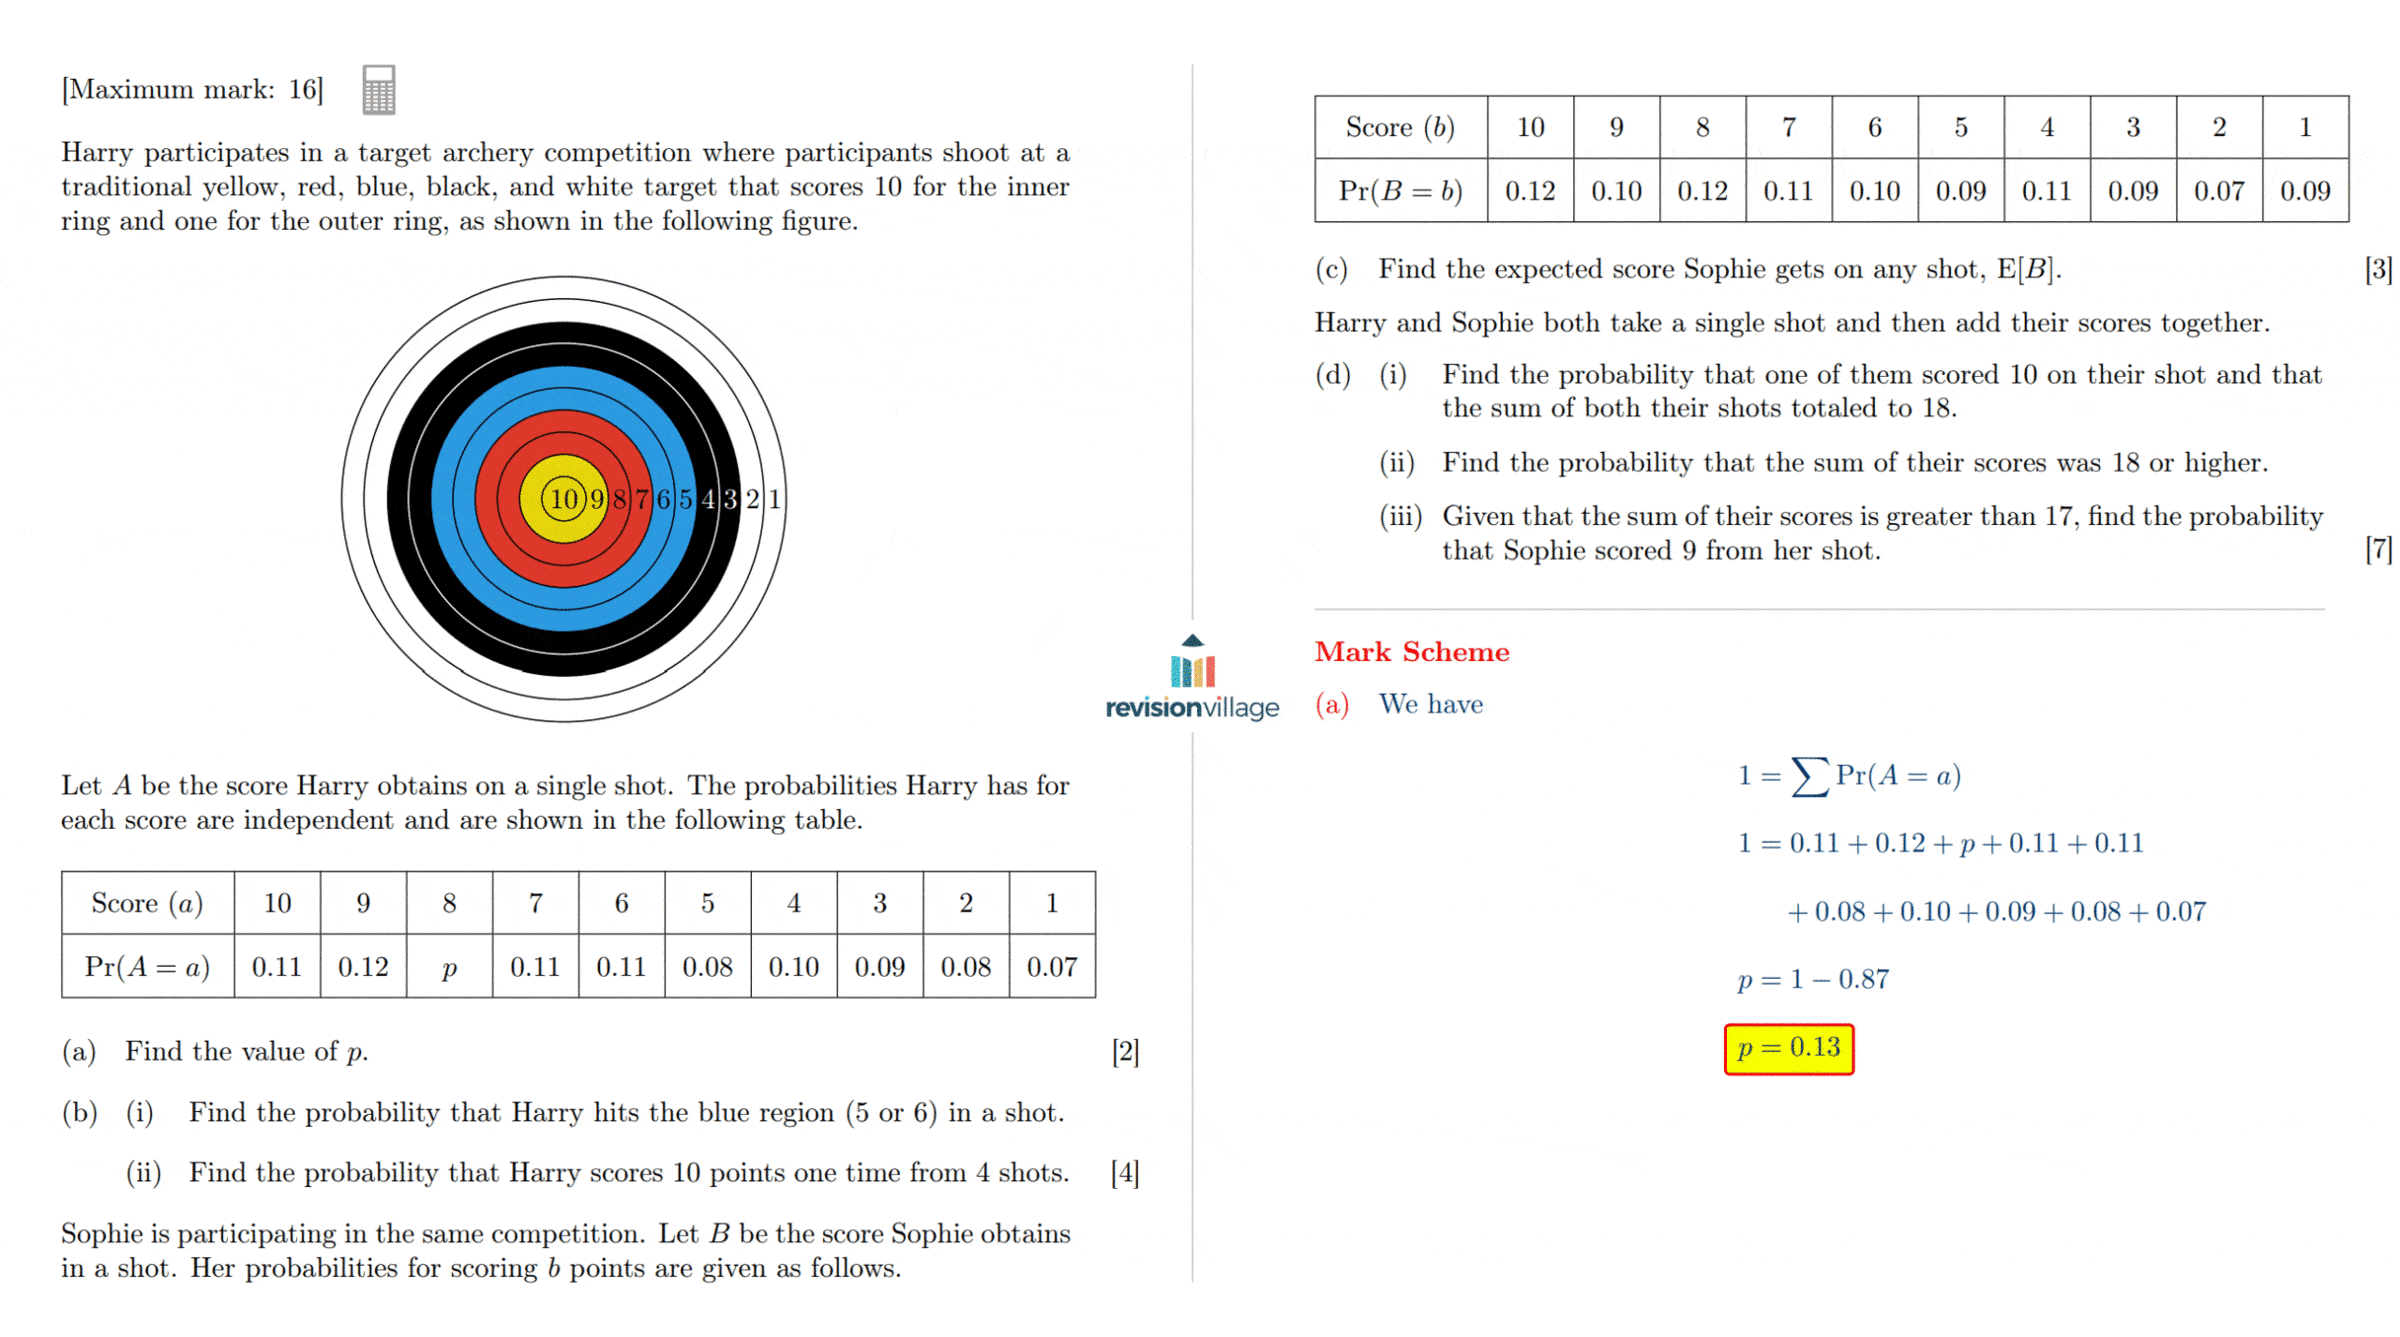 [Maximum mark: 16]
Harry participates in a target archery competition where participants shoot at a
traditional yellow, red, blue, black, and white target that scores 10 for the inner
ring and one for the outer ring, as shown in the following figure.
10 9 8 7 6 5 4 3 2 1
Let A be the score Harry obtains on a single shot. The probabilities Harry has for
each score are independent and are shown in the following table.
Score (a) 10 9 8 7 6 5 4 3 2 1
Pr(A = a) 0.11 0.12 p 0.11 0.11 0.08 0.10 0.09 0.08 0.07
(a) Find the value of p. [2]
(b) (i) Find the probability that Harry hits the blue region (5 or 6) in a shot.
(ii) Find the probability that Harry scores 10 points one time from 4 shots. [4]
Sophie is participating in the same competition. Let B be the score Sophie obtains
in a shot. Her probabilities for scoring b points are given as follows.
revisionvillage
Score (b) 10 9 8 7 6 5 4 3 2 1
Pr(B = b) 0.12 0.10 0.12 0.11 0.10 0.09 0.11 0.09 0.07 0.09
(c) Find the expected score Sophie gets on any shot, E[B]. [3]
Harry and Sophie both take a single shot and then add their scores together.
(d) (i) Find the probability that one of them scored 10 on their shot and that
the sum of both their shots totaled to 18.
(ii) Find the probability that the sum of their scores was 18 or higher.
(iii) Given that the sum of their scores is greater than 17, find the probability
that Sophie scored 9 from her shot. [7]
Mark Scheme
(a) We have
1 = ∑ Pr(A = a)
1 = 0.11 + 0.12 + p + 0.11 + 0.11
+ 0.08 + 0.10 + 0.09 + 0.08 + 0.07
p = 1 − 0.87
p = 0.13